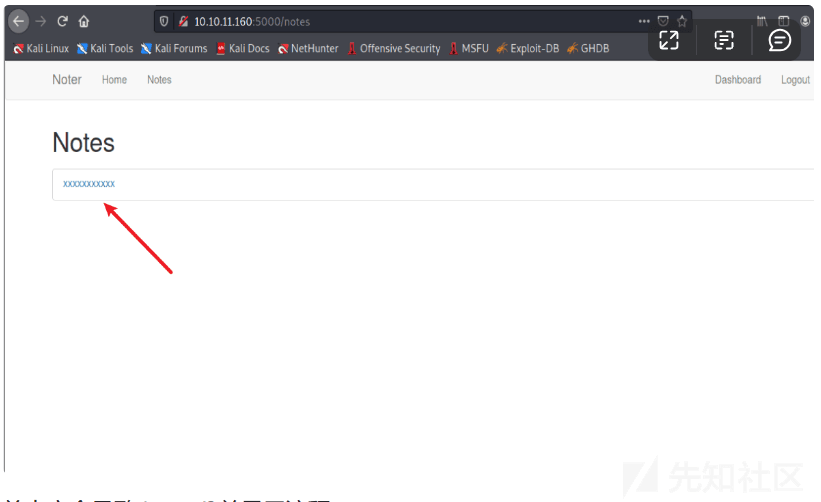 10.10.11.160:5000/notes
Kali Linux Kali Tools Kali Forums Kali Docs NetHunter Offensive Security MSFU Exploit-DB GHDB
Noter Home Notes Dashboard Logout
Notes
xxxxxxxxxxx
先知社区